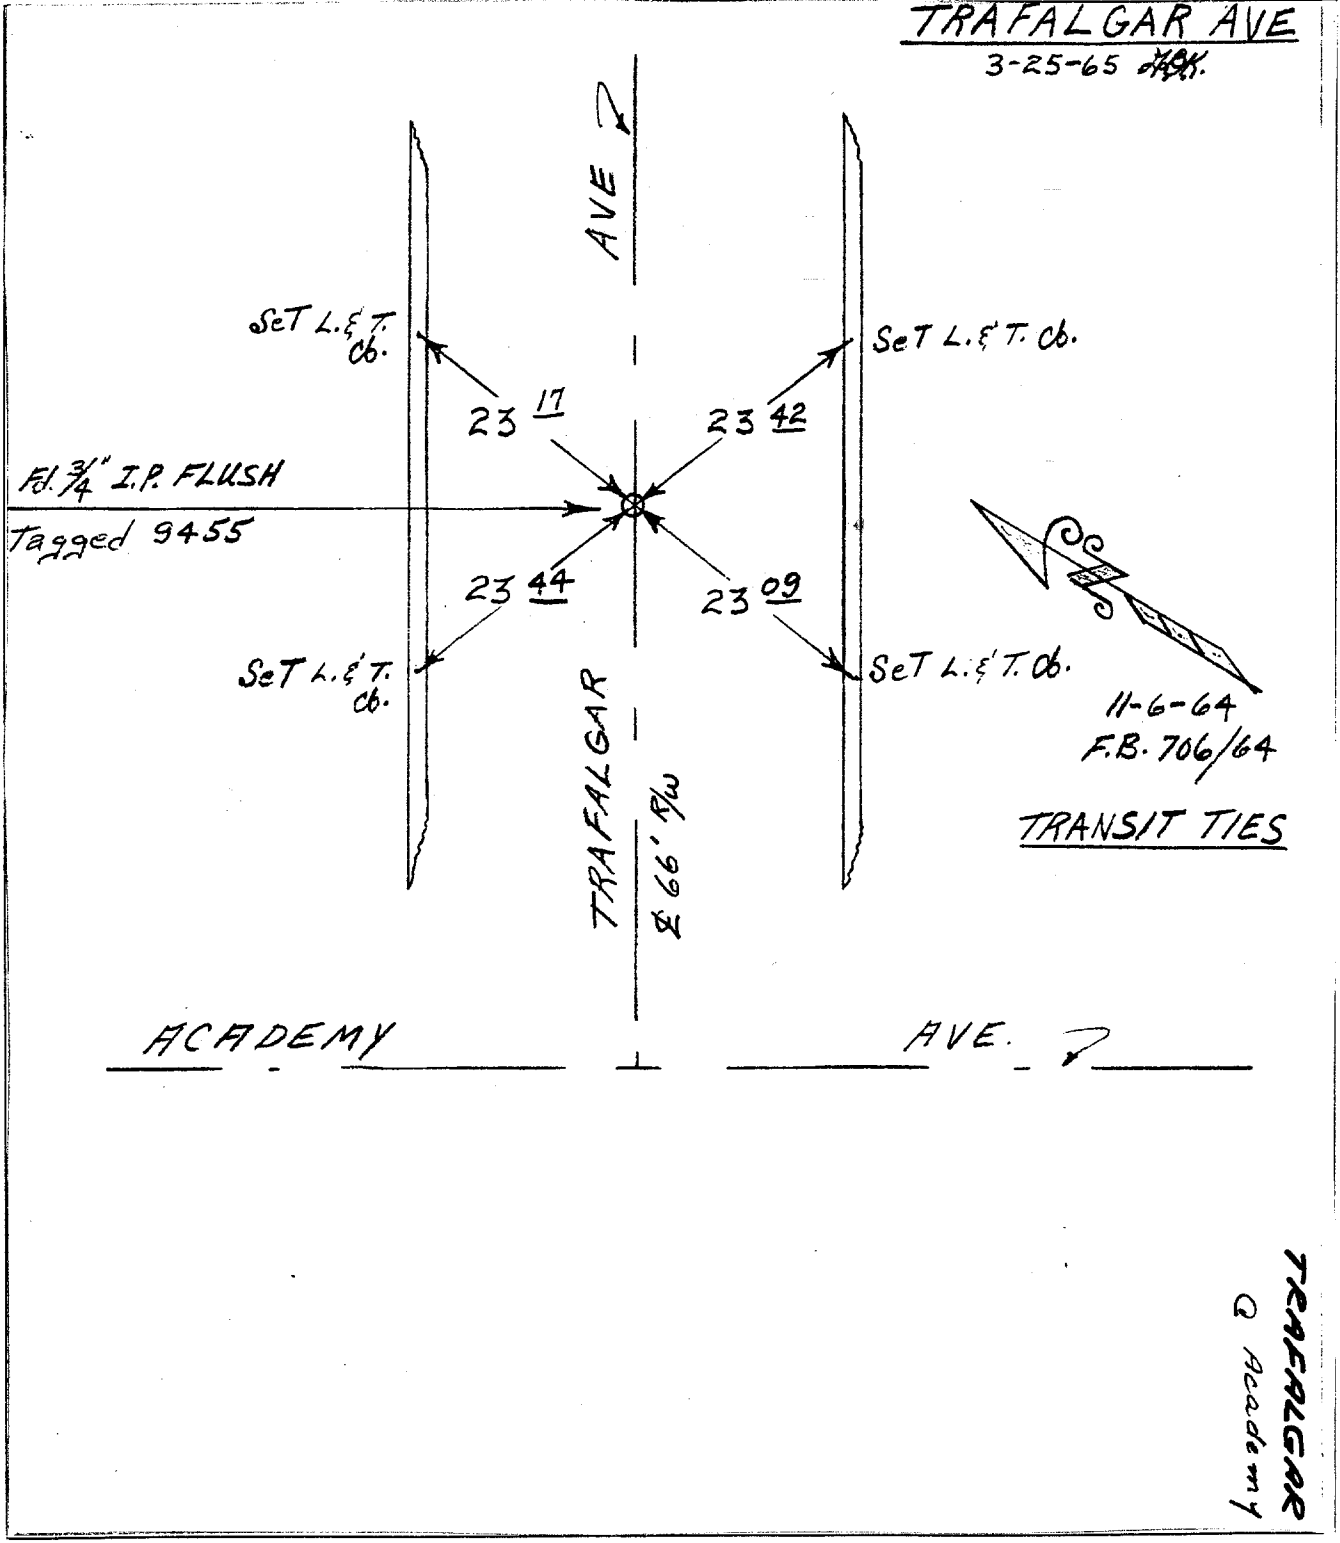 TRAFALGAR AVE
3-25-65
AVE
SeT L. & T.
Cb.
SeT L. & T. Cb.
23 17
23 42
Fd. 3/4" I.P. FLUSH
Tagged 9455
23 44
23 09
SeT L. & T.
Cb.
SeT L. & T. Cb.
11-6-64
F.B. 706/64
TRANSIT TIES
TRAFALGAR
℄ 66' R/W
ACADEMY AVE.
TRAFALGAR
@ Academy